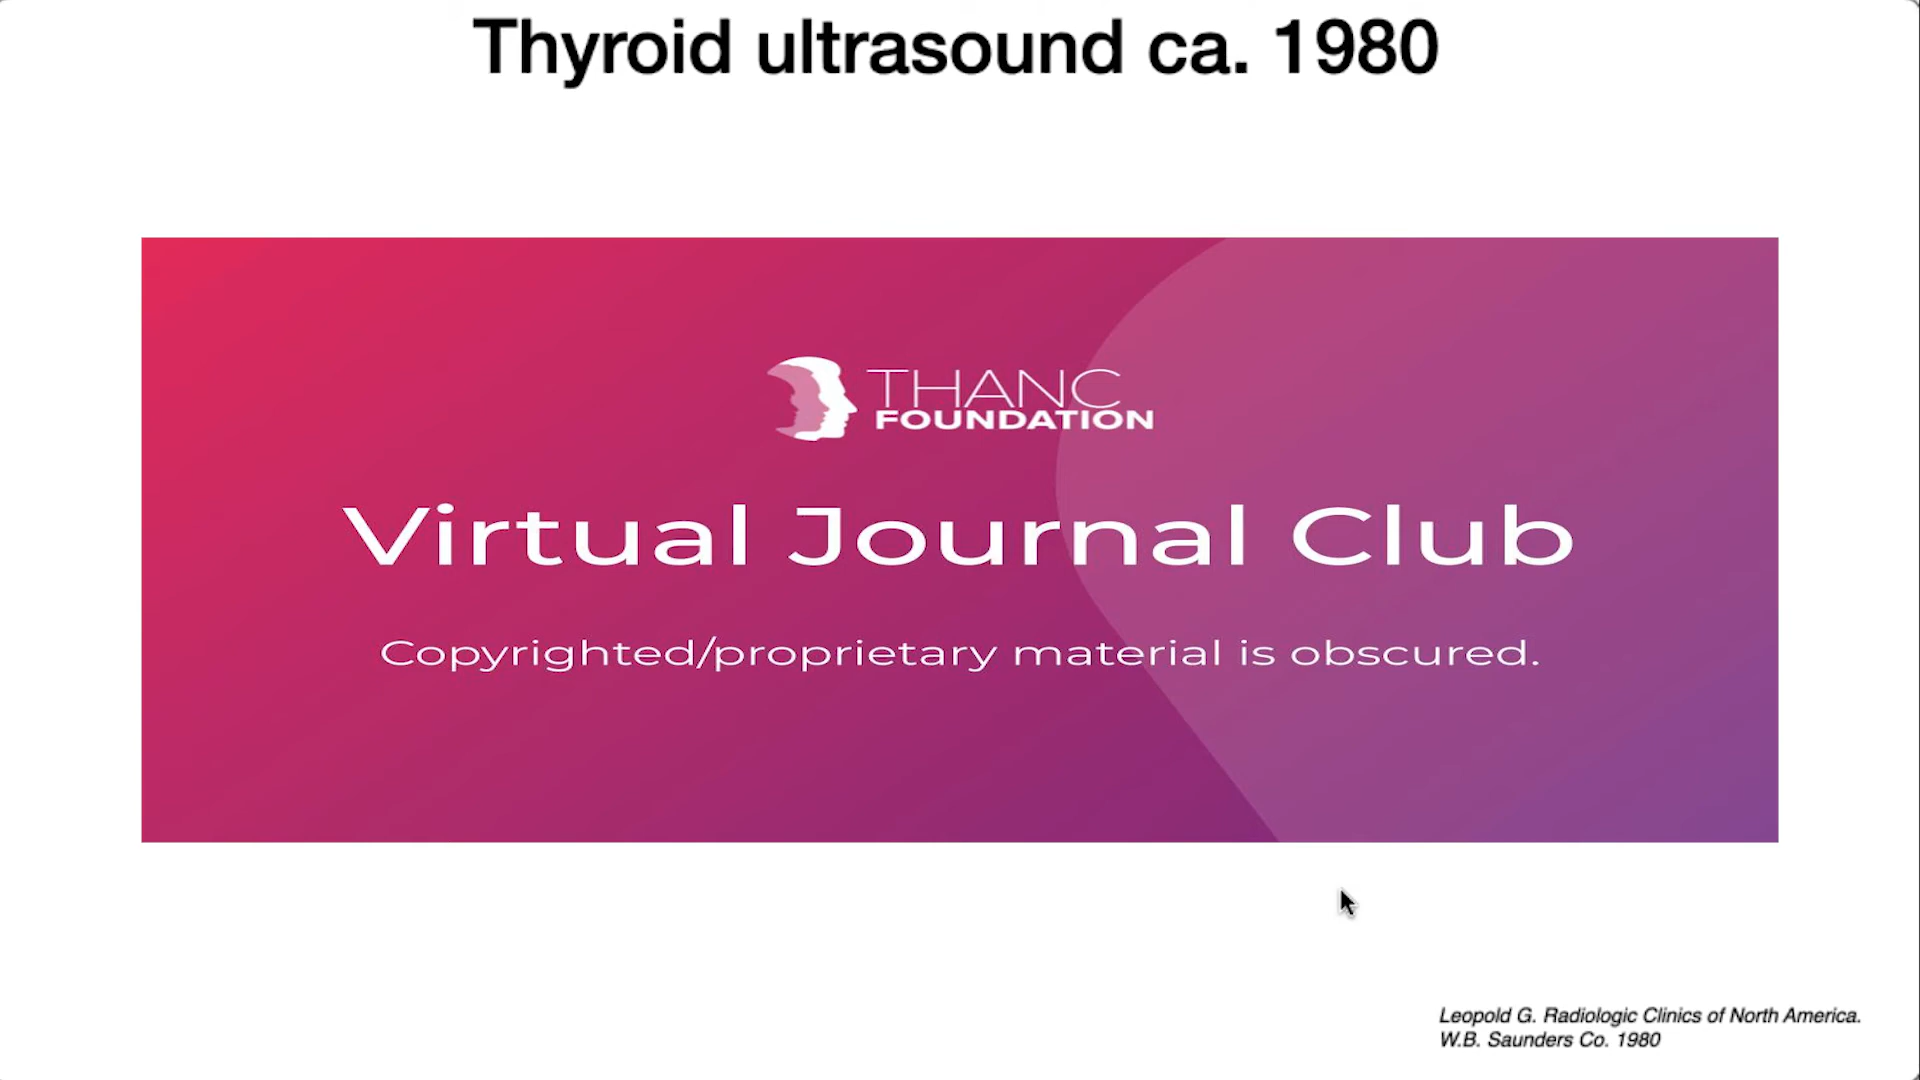 Thyroid ultrasound ca. 1980
THANC
FOUNDATION
Virtual Journal Club
Copyrighted/proprietary material is obscured.
Leopold G. Radiologic Clinics of North America.
W.B. Saunders Co. 1980